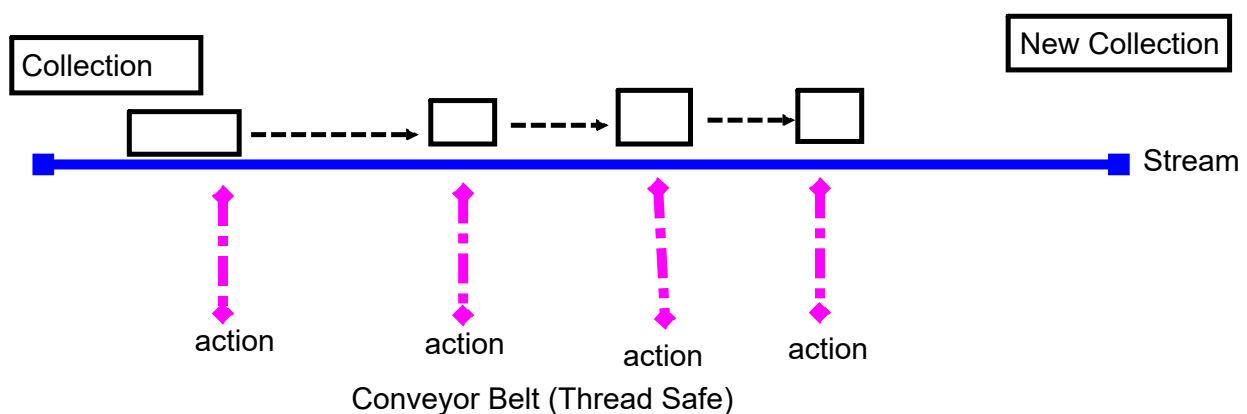 New Collection
Collection
Stream
action
action
action
action
Conveyor Belt (Thread Safe)